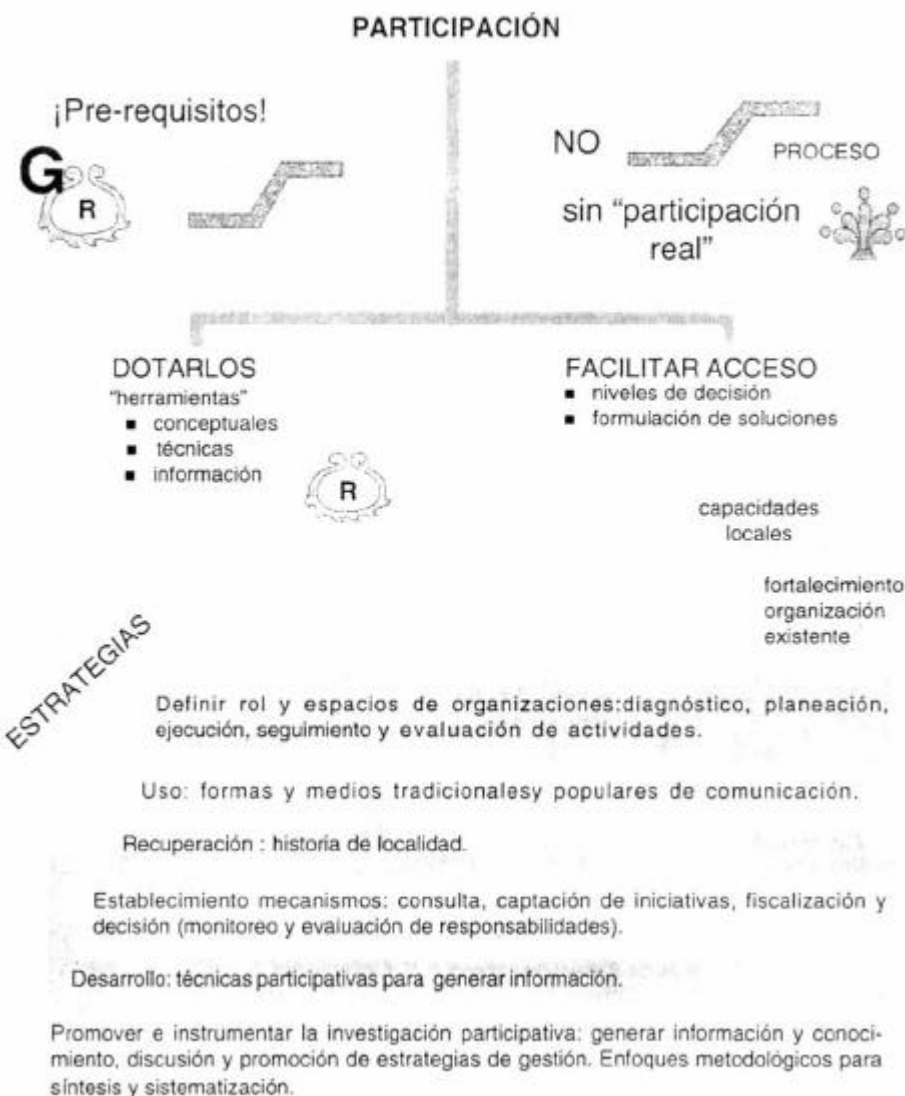 PARTICIPACIÓN
¡Pre-requisitos!
G
R
NO
PROCESO
sin “participación
real”
DOTARLOS
“herramientas”
■ conceptuales
■ técnicas
■ información
R
FACILITAR ACCESO
■ niveles de decisión
■ formulación de soluciones
capacidades
locales
fortalecimiento
organización
existente
ESTRATEGIAS
Definir rol y espacios de organizaciones:diagnóstico, planeación,
ejecución, seguimiento y evaluación de actividades.
Uso: formas y medios tradicionalesy populares de comunicación.
Recuperación : historia de localidad.
Establecimiento mecanismos: consulta, captación de iniciativas, fiscalización y
decisión (monitoreo y evaluación de responsabilidades).
Desarrollo: técnicas participativas para generar información.
Promover e instrumentar la investigación participativa: generar información y conoci-
miento, discusión y promoción de estrategias de gestión. Enfoques metodológicos para
síntesis y sistematización.